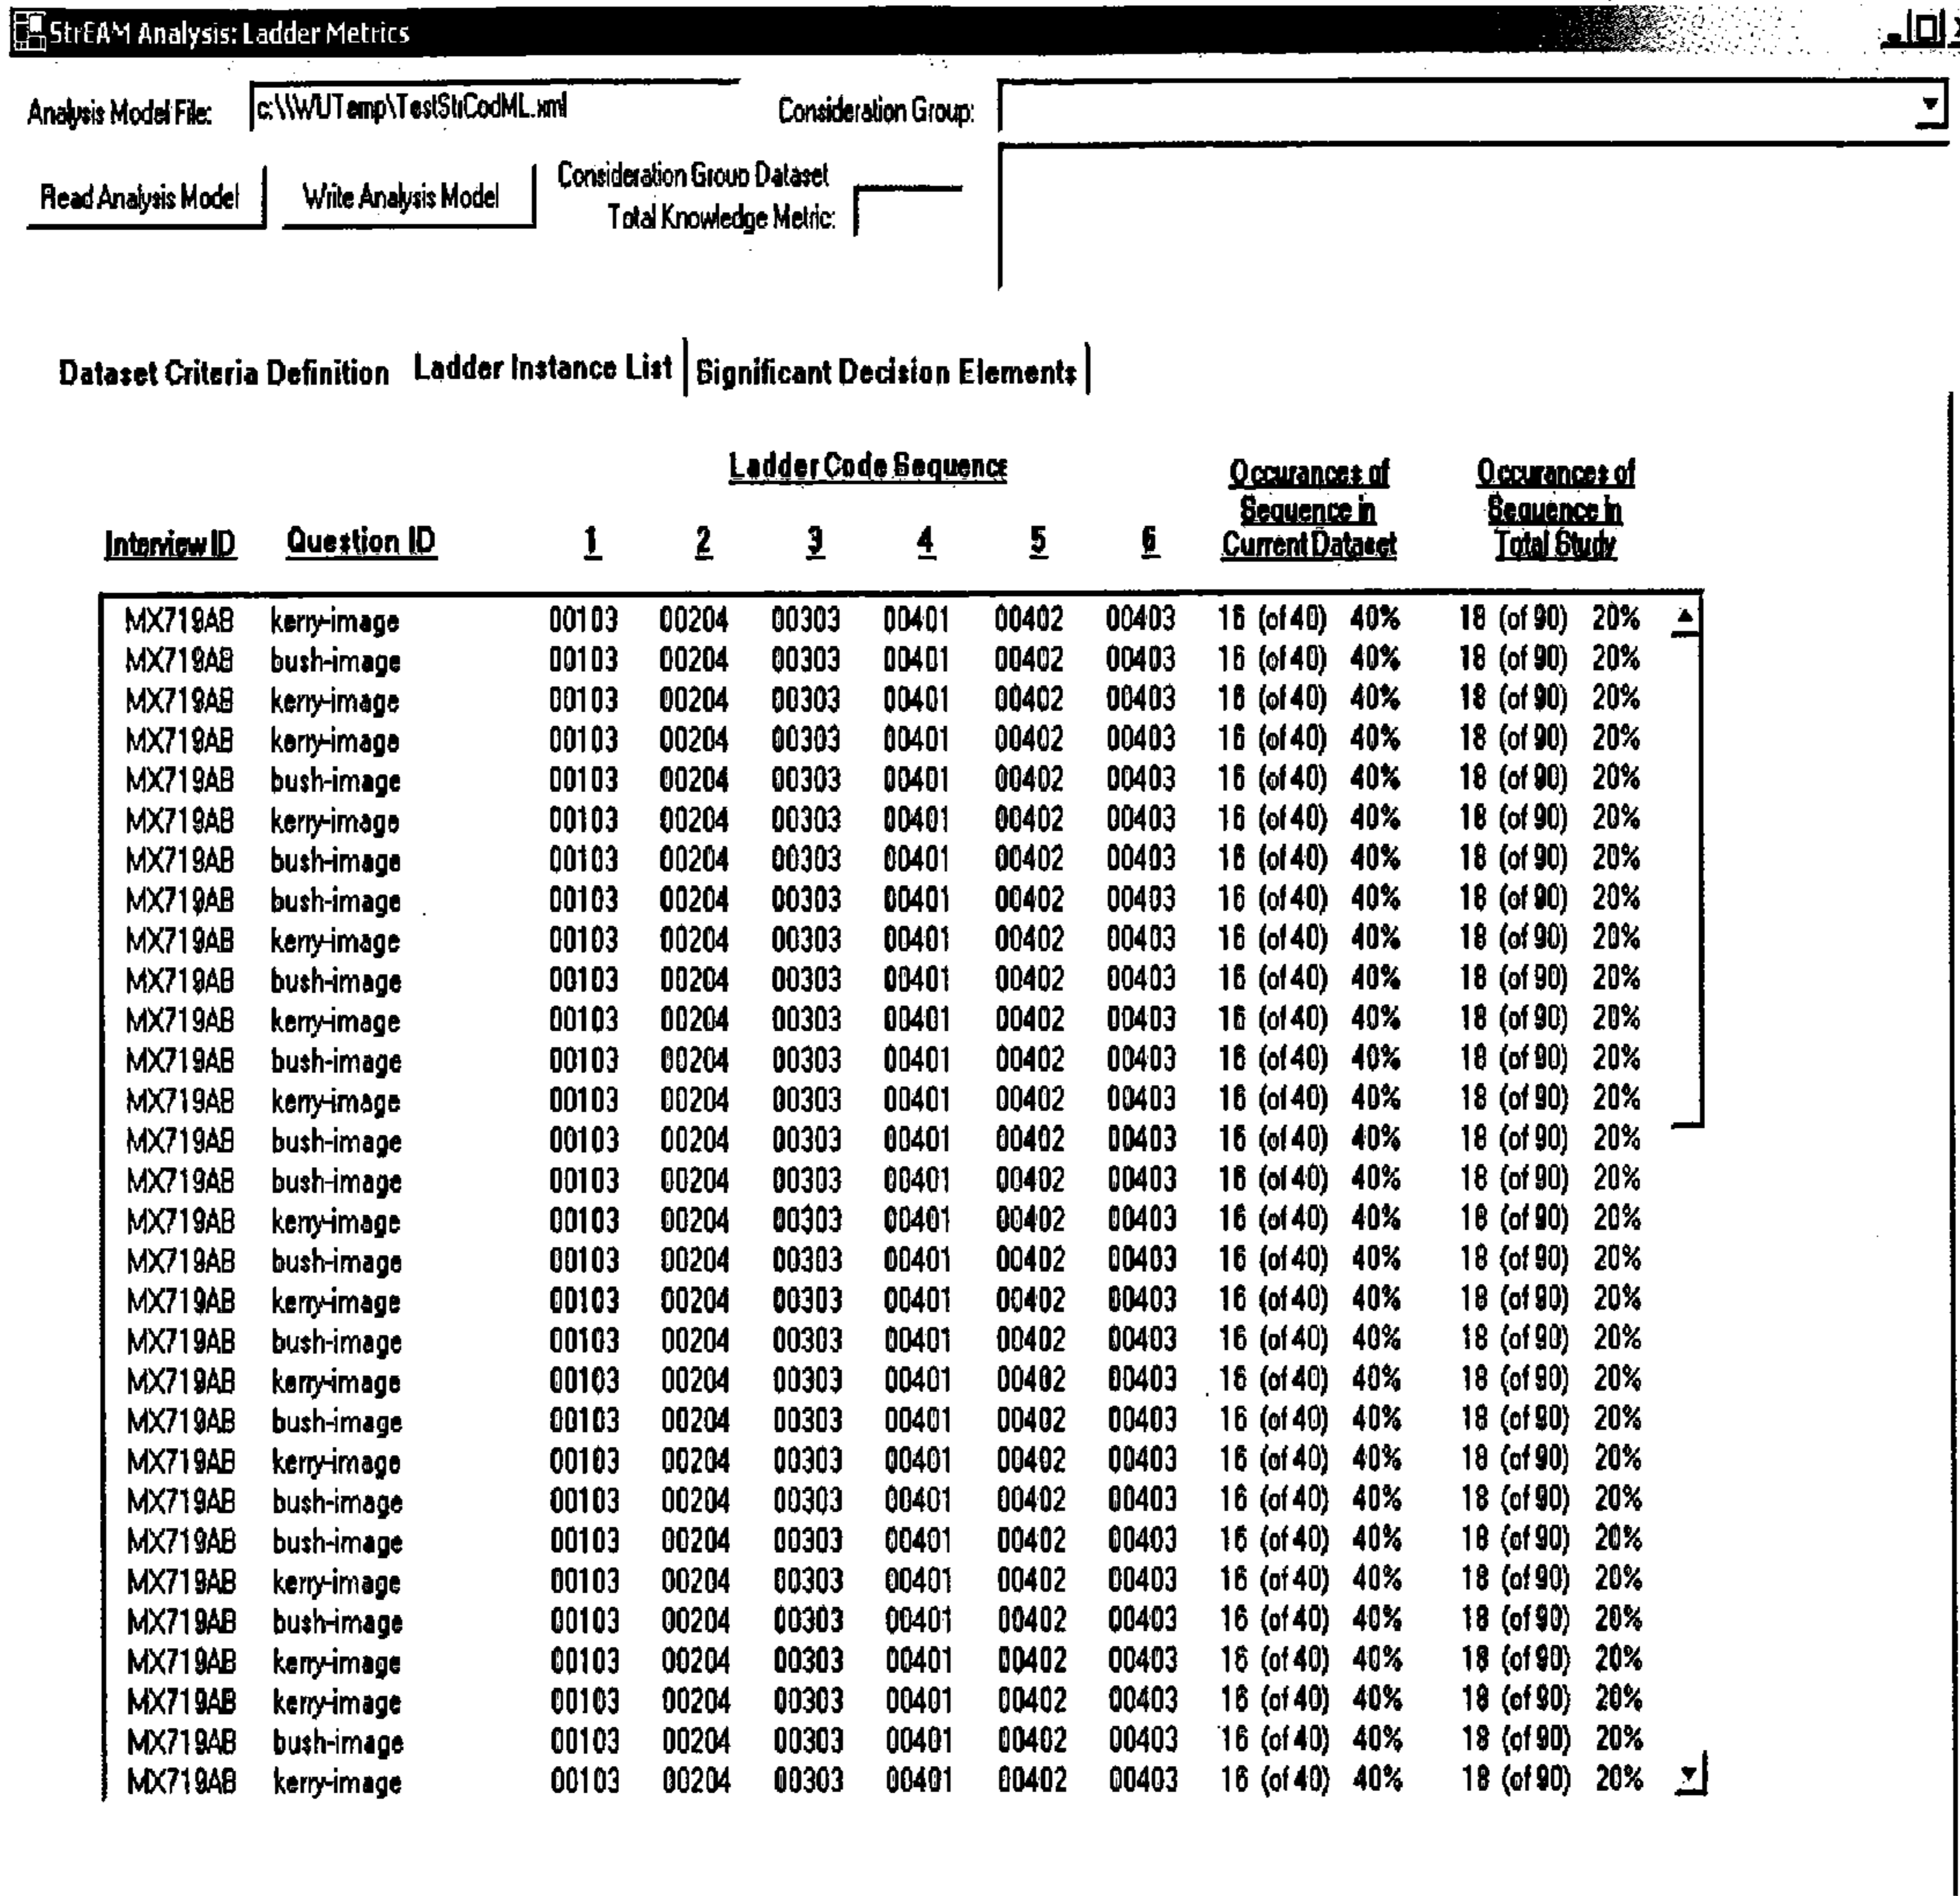 StrEAM Analysis: Ladder Metrics
Analysis Model File: c:\\WUTemp\TestStrCodML.xml Consideration Group:
Read Analysis Model Write Analysis Model Consideration Group Dataset
Total Knowledge Metric:
Dataset Criteria Definition Ladder Instance List Significant Decision Elements
Ladder Code Sequence Occurances of Occurances of
Sequence in Sequence in
Interview ID Question ID 1 2 3 4 5 6 Current Dataset Total Study
MX719AB kerry-image 00103 00204 00303 00401 00402 00403 16 (of 40) 40% 18 (of 90) 20%
MX719AB bush-image 00103 00204 00303 00401 00402 00403 16 (of 40) 40% 18 (of 90) 20%
MX719AB kerry-image 00103 00204 00303 00401 00402 00403 16 (of 40) 40% 18 (of 90) 20%
MX719AB kerry-image 00103 00204 00303 00401 00402 00403 16 (of 40) 40% 18 (of 90) 20%
MX719AB bush-image 00103 00204 00303 00401 00402 00403 16 (of 40) 40% 18 (of 90) 20%
MX719AB kerry-image 00103 00204 00303 00401 00402 00403 16 (of 40) 40% 18 (of 90) 20%
MX719AB bush-image 00103 00204 00303 00401 00402 00403 16 (of 40) 40% 18 (of 90) 20%
MX719AB bush-image 00103 00204 00303 00401 00402 00403 16 (of 40) 40% 18 (of 90) 20%
MX719AB kerry-image 00103 00204 00303 00401 00402 00403 16 (of 40) 40% 18 (of 90) 20%
MX719AB bush-image 00103 00204 00303 00401 00402 00403 16 (of 40) 40% 18 (of 90) 20%
MX719AB kerry-image 00103 00204 00303 00401 00402 00403 16 (of 40) 40% 18 (of 90) 20%
MX719AB bush-image 00103 00204 00303 00401 00402 00403 16 (of 40) 40% 18 (of 90) 20%
MX719AB kerry-image 00103 00204 00303 00401 00402 00403 16 (of 40) 40% 18 (of 90) 20%
MX719AB bush-image 00103 00204 00303 00401 00402 00403 16 (of 40) 40% 18 (of 90) 20%
MX719AB bush-image 00103 00204 00303 00401 00402 00403 16 (of 40) 40% 18 (of 90) 20%
MX719AB kerry-image 00103 00204 00303 00401 00402 00403 16 (of 40) 40% 18 (of 90) 20%
MX719AB bush-image 00103 00204 00303 00401 00402 00403 16 (of 40) 40% 18 (of 90) 20%
MX719AB kerry-image 00103 00204 00303 00401 00402 00403 16 (of 40) 40% 18 (of 90) 20%
MX719AB bush-image 00103 00204 00303 00401 00402 00403 16 (of 40) 40% 18 (of 90) 20%
MX719AB kerry-image 00103 00204 00303 00401 00402 00403 16 (of 40) 40% 18 (of 90) 20%
MX719AB bush-image 00103 00204 00303 00401 00402 00403 16 (of 40) 40% 18 (of 90) 20%
MX719AB kerry-image 00103 00204 00303 00401 00402 00403 16 (of 40) 40% 18 (of 90) 20%
MX719AB bush-image 00103 00204 00303 00401 00402 00403 16 (of 40) 40% 18 (of 90) 20%
MX719AB bush-image 00103 00204 00303 00401 00402 00403 16 (of 40) 40% 18 (of 90) 20%
MX719AB kerry-image 00103 00204 00303 00401 00402 00403 16 (of 40) 40% 18 (of 90) 20%
MX719AB bush-image 00103 00204 00303 00401 00402 00403 16 (of 40) 40% 18 (of 90) 20%
MX719AB kerry-image 00103 00204 00303 00401 00402 00403 16 (of 40) 40% 18 (of 90) 20%
MX719AB kerry-image 00103 00204 00303 00401 00402 00403 16 (of 40) 40% 18 (of 90) 20%
MX719AB bush-image 00103 00204 00303 00401 00402 00403 16 (of 40) 40% 18 (of 90) 20%
MX719AB kerry-image 00103 00204 00303 00401 00402 00403 16 (of 40) 40% 18 (of 90) 20%